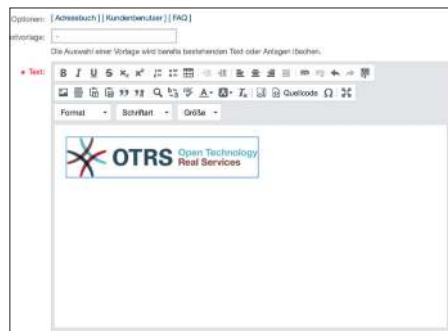 Optionen: [ Adressbuch ] [ Kundenbenutzer ] [ FAQ ]
-
Die Auswahl einer Vorlage wird bereits bestehenden Text oder Anlagen löschen.
* Text:
B I U S
Quellcode Ω
Format Schriftart Größe
OTRS Open Technology
Real Services